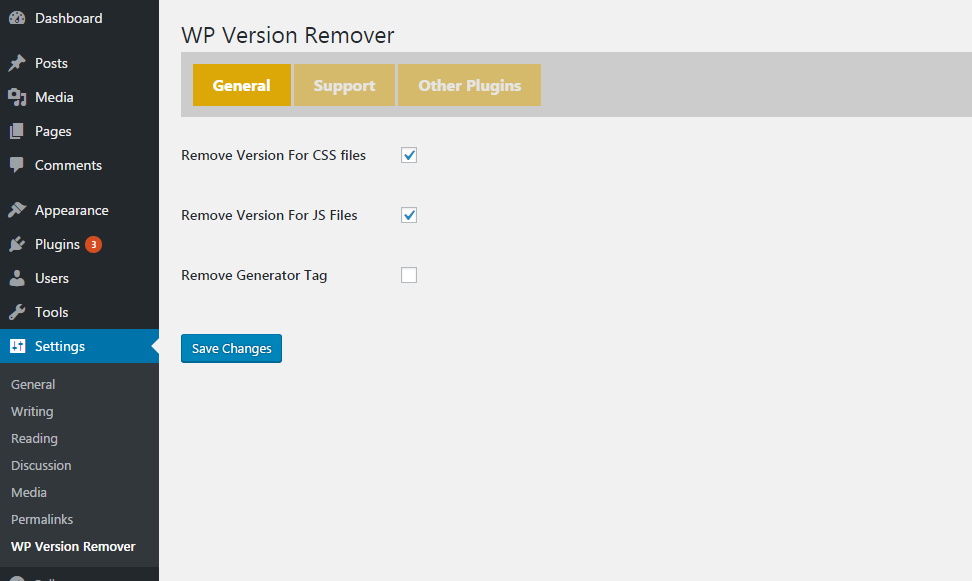 Dashboard
Posts
Media
Pages
Comments
Appearance
Plugins 3
Users
Tools
Settings
General
Writing
Reading
Discussion
Media
Permalinks
WP Version Remover
WP Version Remover
General Support Other Plugins
Remove Version For CSS files
Remove Version For JS Files
Remove Generator Tag
Save Changes